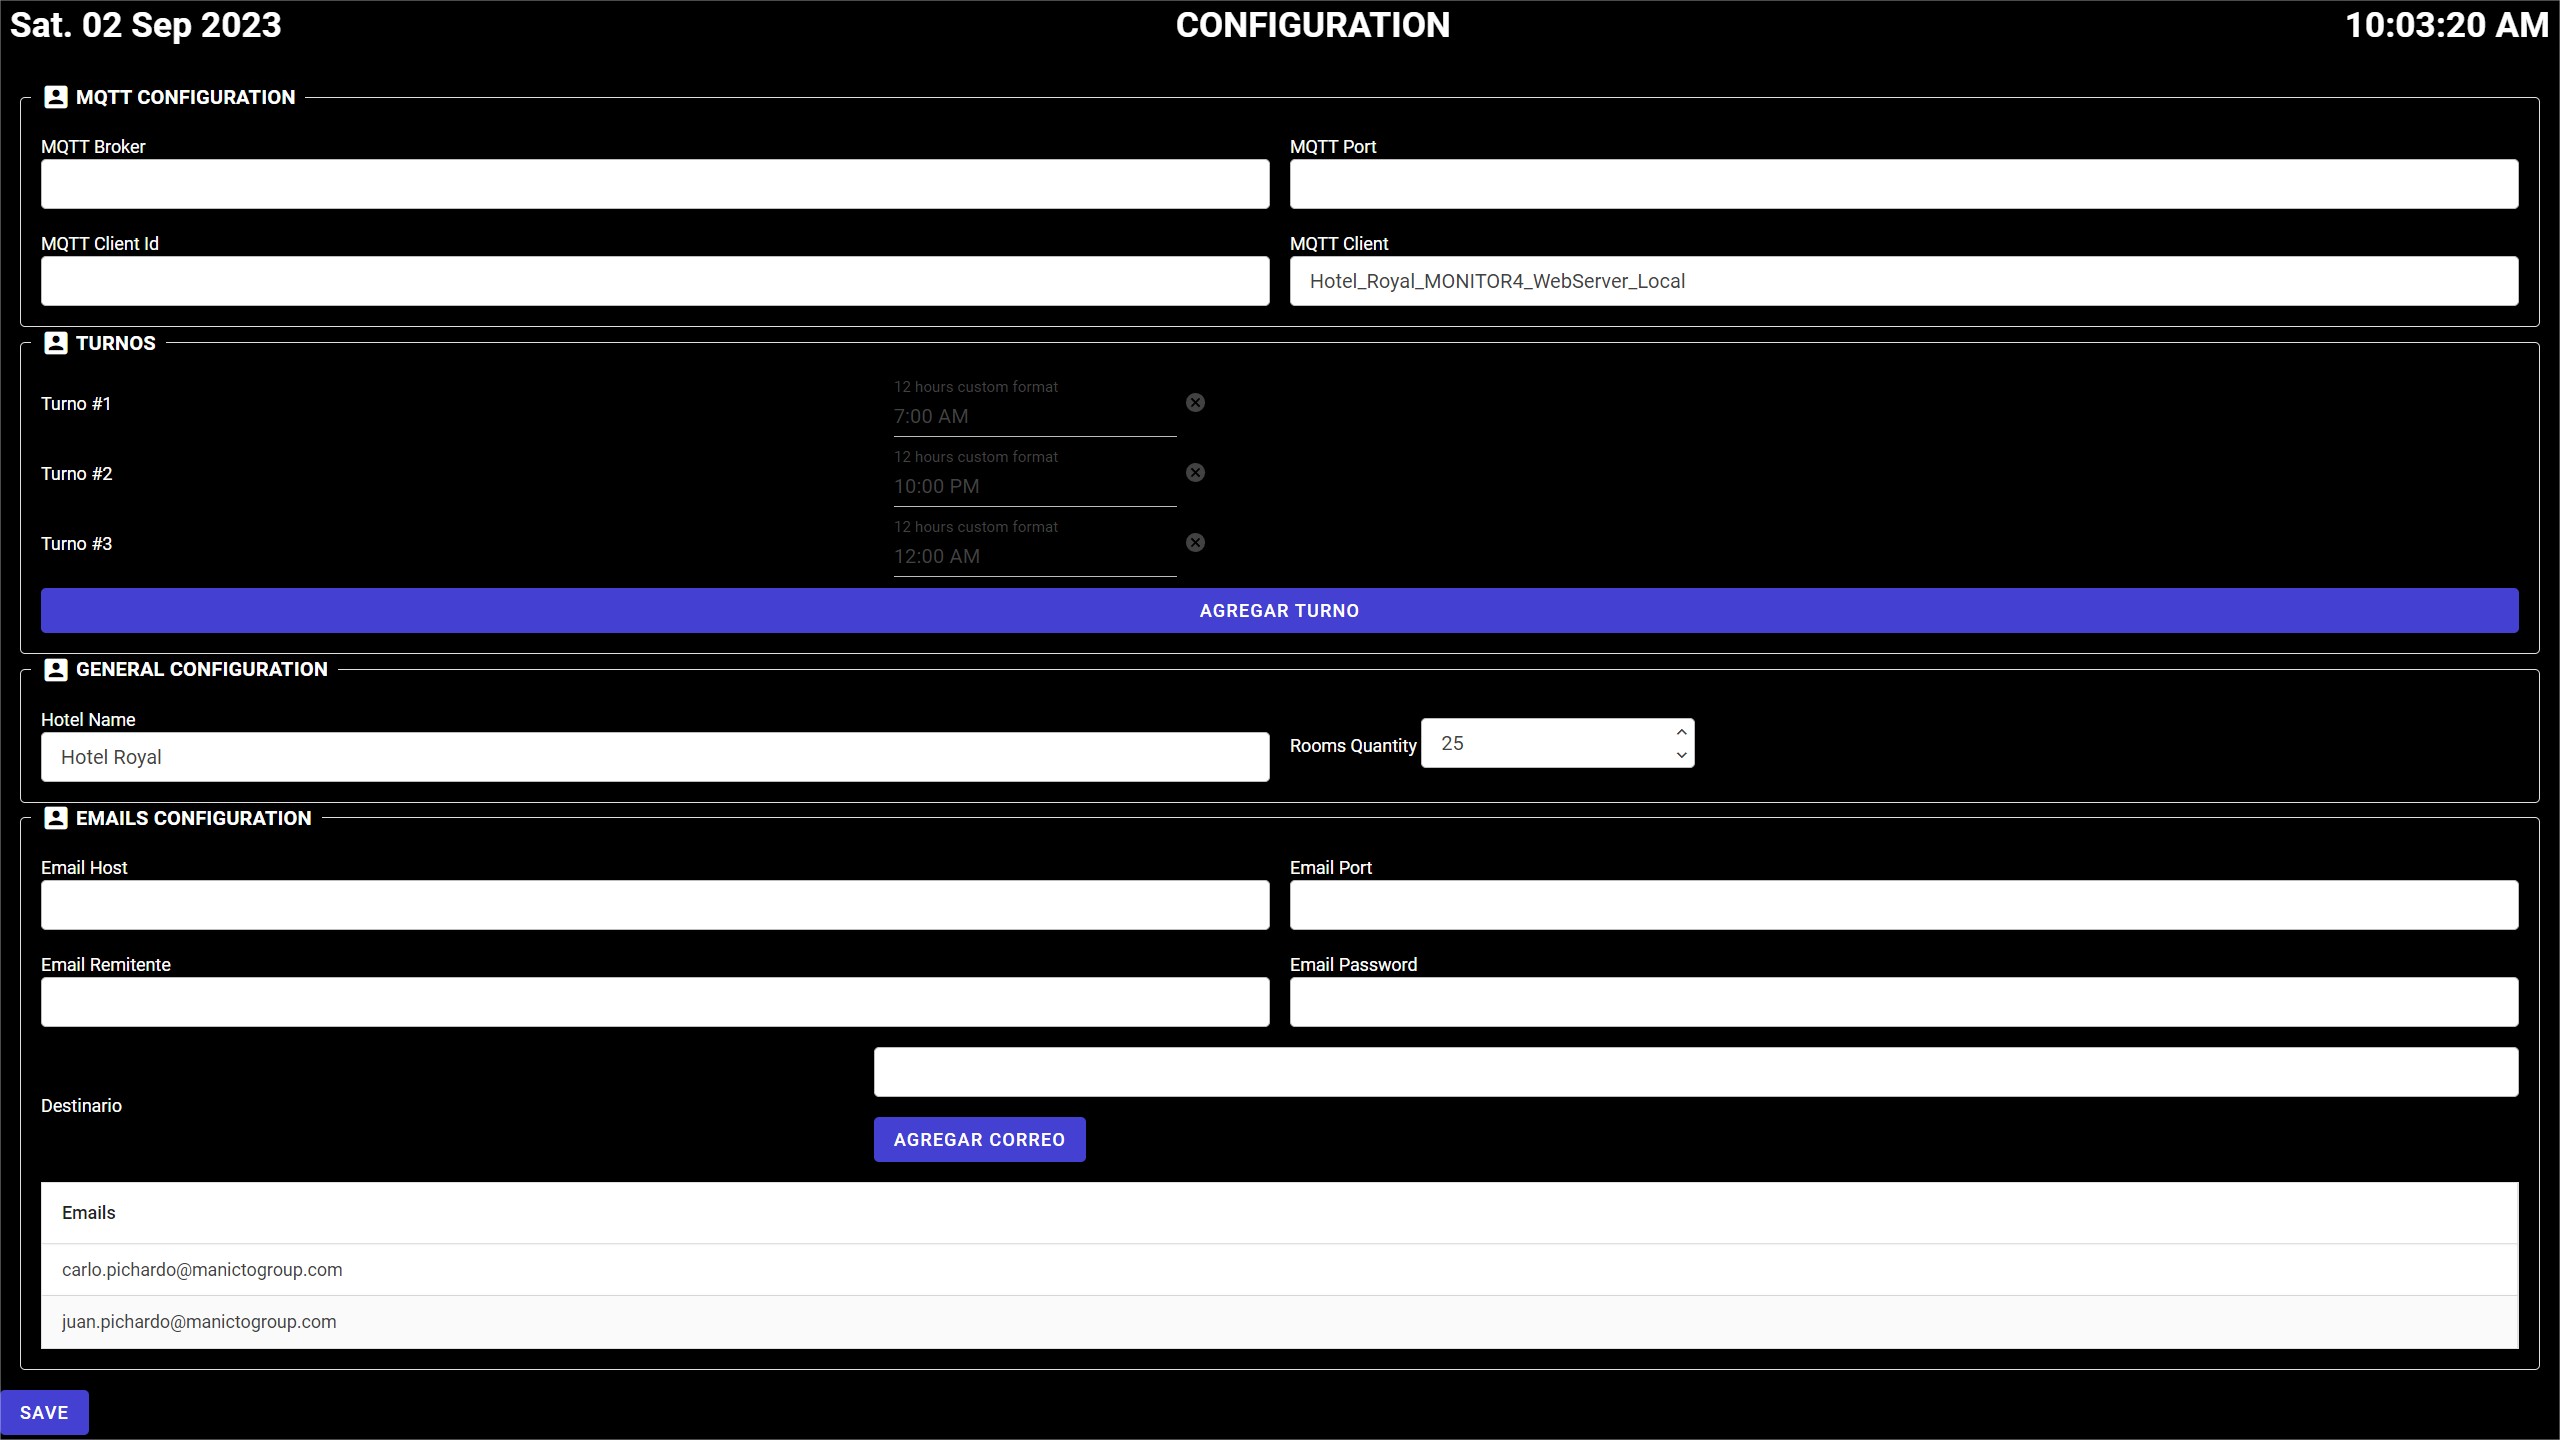 Sat. 02 Sep 2023 CONFIGURATION 10:03:20 AM
MQTT CONFIGURATION
MQTT Broker MQTT Port
MQTT Client Id MQTT Client
Hotel_Royal_MONITOR4_WebServer_Local
TURNOS
12 hours custom format
Turno #1
7:00 AM
12 hours custom format
Turno #2
10:00 PM
12 hours custom format
Turno #3
12:00 AM
AGREGAR TURNO
GENERAL CONFIGURATION
Hotel Name
Hotel Royal
Rooms Quantity 25
EMAILS CONFIGURATION
Email Host Email Port
Email Remitente Email Password
Destinario
AGREGAR CORREO
Emails
carlo.pichardo@manictogroup.com
juan.pichardo@manictogroup.com
SAVE